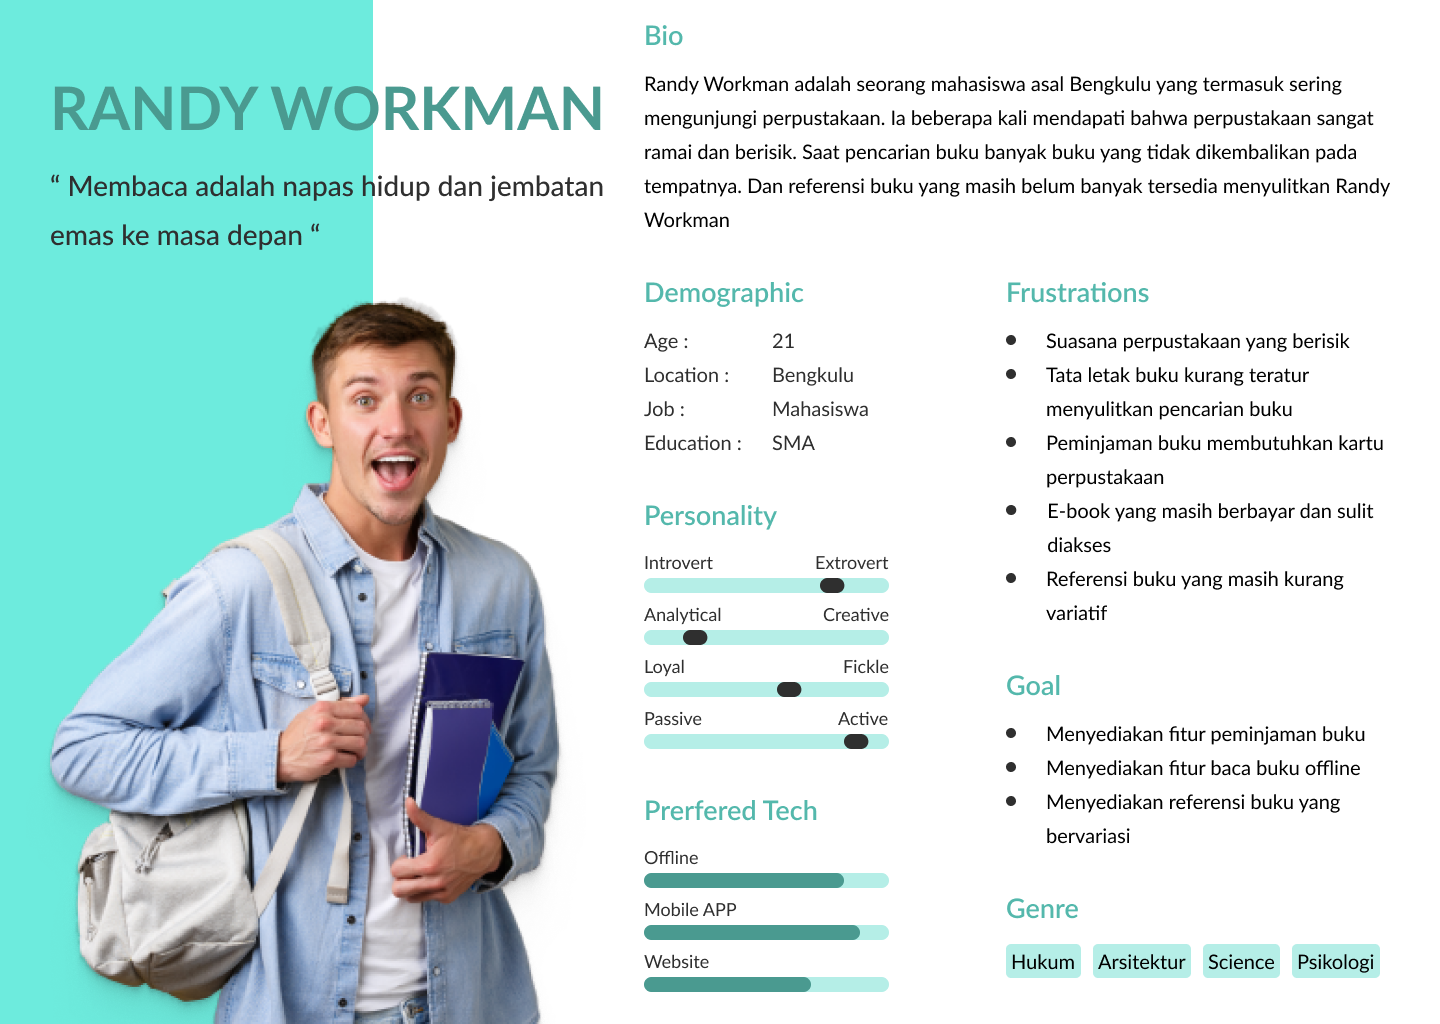 RANDY WORKMAN
“ Membaca adalah napas hidup dan jembatan
emas ke masa depan “
Bio
Randy Workman adalah seorang mahasiswa asal Bengkulu yang termasuk sering
mengunjungi perpustakaan. Ia beberapa kali mendapati bahwa perpustakaan sangat
ramai dan berisik. Saat pencarian buku banyak buku yang tidak dikembalikan pada
tempatnya. Dan referensi buku yang masih belum banyak tersedia menyulitkan Randy
Workman
Demographic
Age : 21
Location : Bengkulu
Job : Mahasiswa
Education : SMA
Personality
Introvert Extrovert
Analytical Creative
Loyal Fickle
Passive Active
Prerfered Tech
Offline
Mobile APP
Website
Frustrations
• Suasana perpustakaan yang berisik
• Tata letak buku kurang teratur
menyulitkan pencarian buku
• Peminjaman buku membutuhkan kartu
perpustakaan
• E-book yang masih berbayar dan sulit
diakses
• Referensi buku yang masih kurang
variatif
Goal
• Menyediakan fitur peminjaman buku
• Menyediakan fitur baca buku offline
• Menyediakan referensi buku yang
bervariasi
Genre
Hukum Arsitektur Science Psikologi